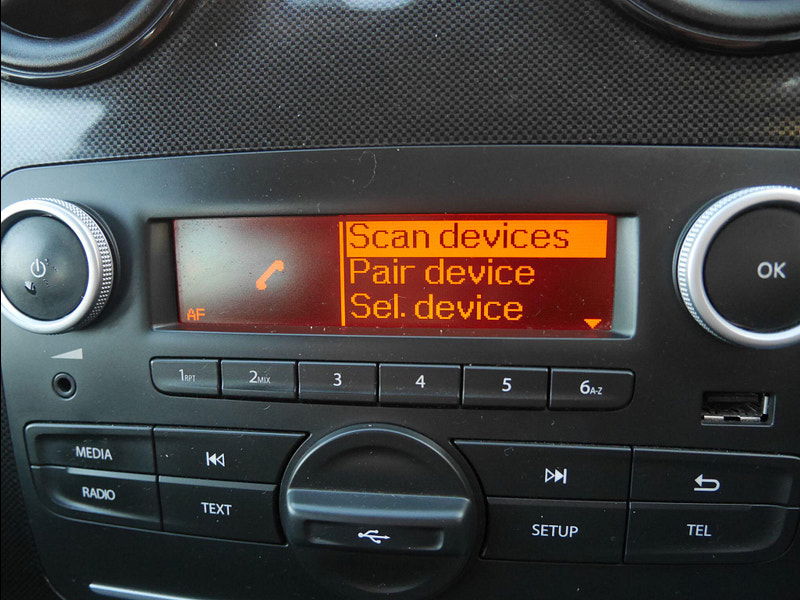 Scan devices
Pair device
Sel. device
AF
OK
1RPT
2MIX
3
4
5
6A-Z
MEDIA
RADIO
TEXT
SETUP
TEL